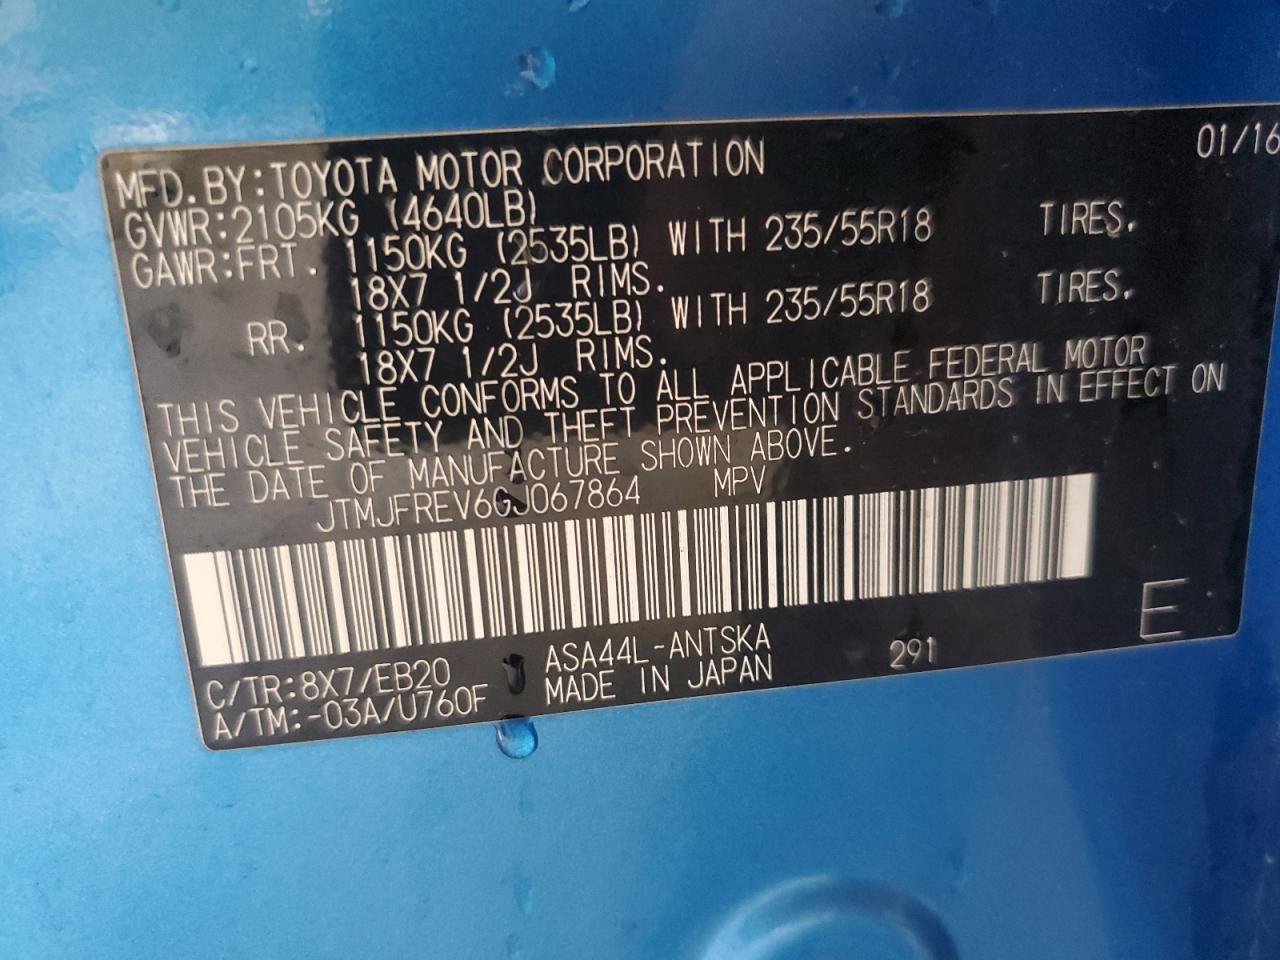 01/16
MFD.BY:TOYOTA MOTOR CORPORATION
GVWR:2105KG (4640LB)
GAWR:FRT. 1150KG (2535LB) WITH 235/55R18 TIRES.
18X7 1/2J RIMS.
RR. 1150KG (2535LB) WITH 235/55R18 TIRES.
18X7 1/2J RIMS.
THIS VEHICLE CONFORMS TO ALL APPLICABLE FEDERAL MOTOR
VEHICLE SAFETY AND THEFT PREVENTION STANDARDS IN EFFECT ON
THE DATE OF MANUFACTURE SHOWN ABOVE.
JTMJFREV6GJ067864 MPV
C/TR:8X7/EB20 ASA44L-ANTSKA 291 E
A/TM:-03A/U760F MADE IN JAPAN